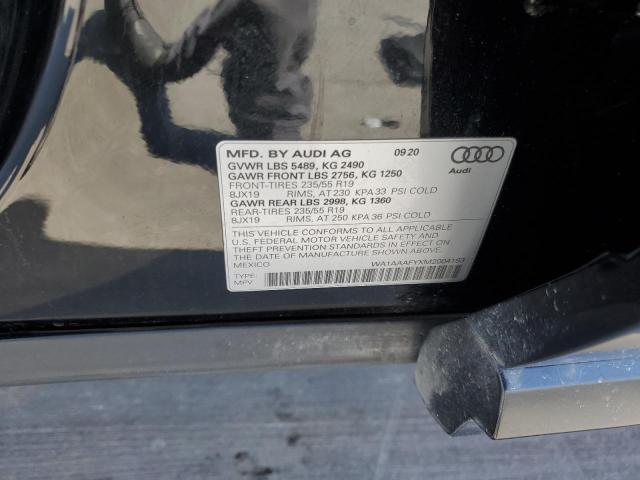 MFD. BY AUDI AG 09 20
GVWR LBS 5489, KG 2490
GAWR FRONT LBS 2756, KG 1250
FRONT-TIRES 235/55 R19
8JX19 RIMS, AT 230 KPA 33 PSI COLD
GAWR REAR LBS 2998, KG 1360
REAR-TIRES 235/55 R19
8JX19 RIMS, AT 250 KPA 36 PSI COLD
Audi
THIS VEHICLE CONFORMS TO ALL APPLICABLE
U.S. FEDERAL MOTOR VEHICLE SAFETY AND
THEFT PREVENTION STANDARDS IN EFFECT ON
THE DATE OF MANUFACTURE SHOWN ABOVE.
MEXICO
WA1AAAFYXM2004193
TYPE:
MPV